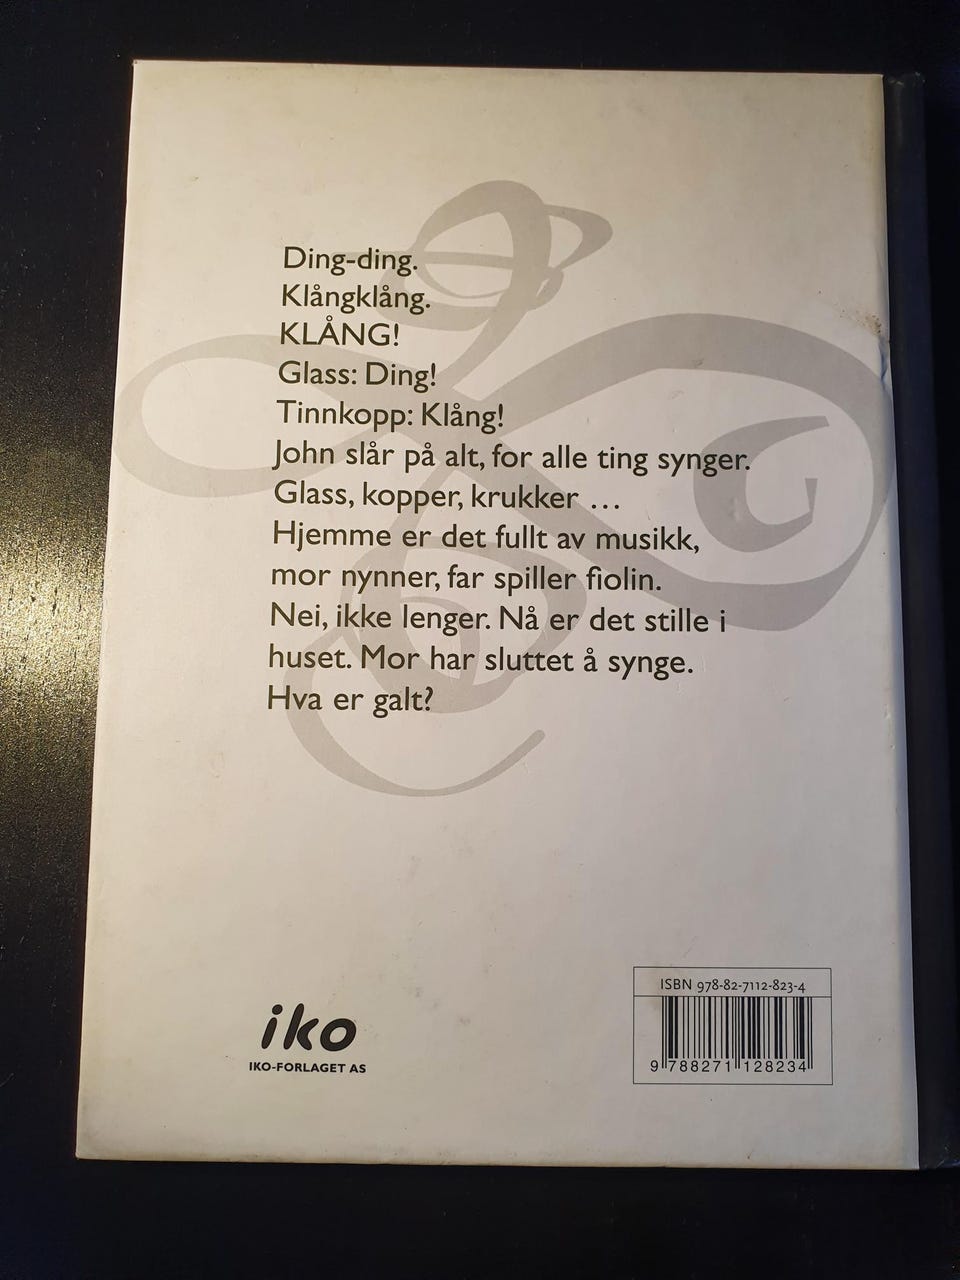 Ding-ding.
Klångklång.
KLÅNG!
Glass: Ding!
Tinnkopp: Klång!
John slår på alt, for alle ting synger.
Glass, kopper, krukker ...
Hjemme er det fullt av musikk,
mor nynner, far spiller fiolin.
Nei, ikke lenger. Nå er det stille i
huset. Mor har sluttet å synge.
Hva er galt?
iko
IKO-FORLAGET AS
ISBN 978-82-7112-823-4
9 788271 128234